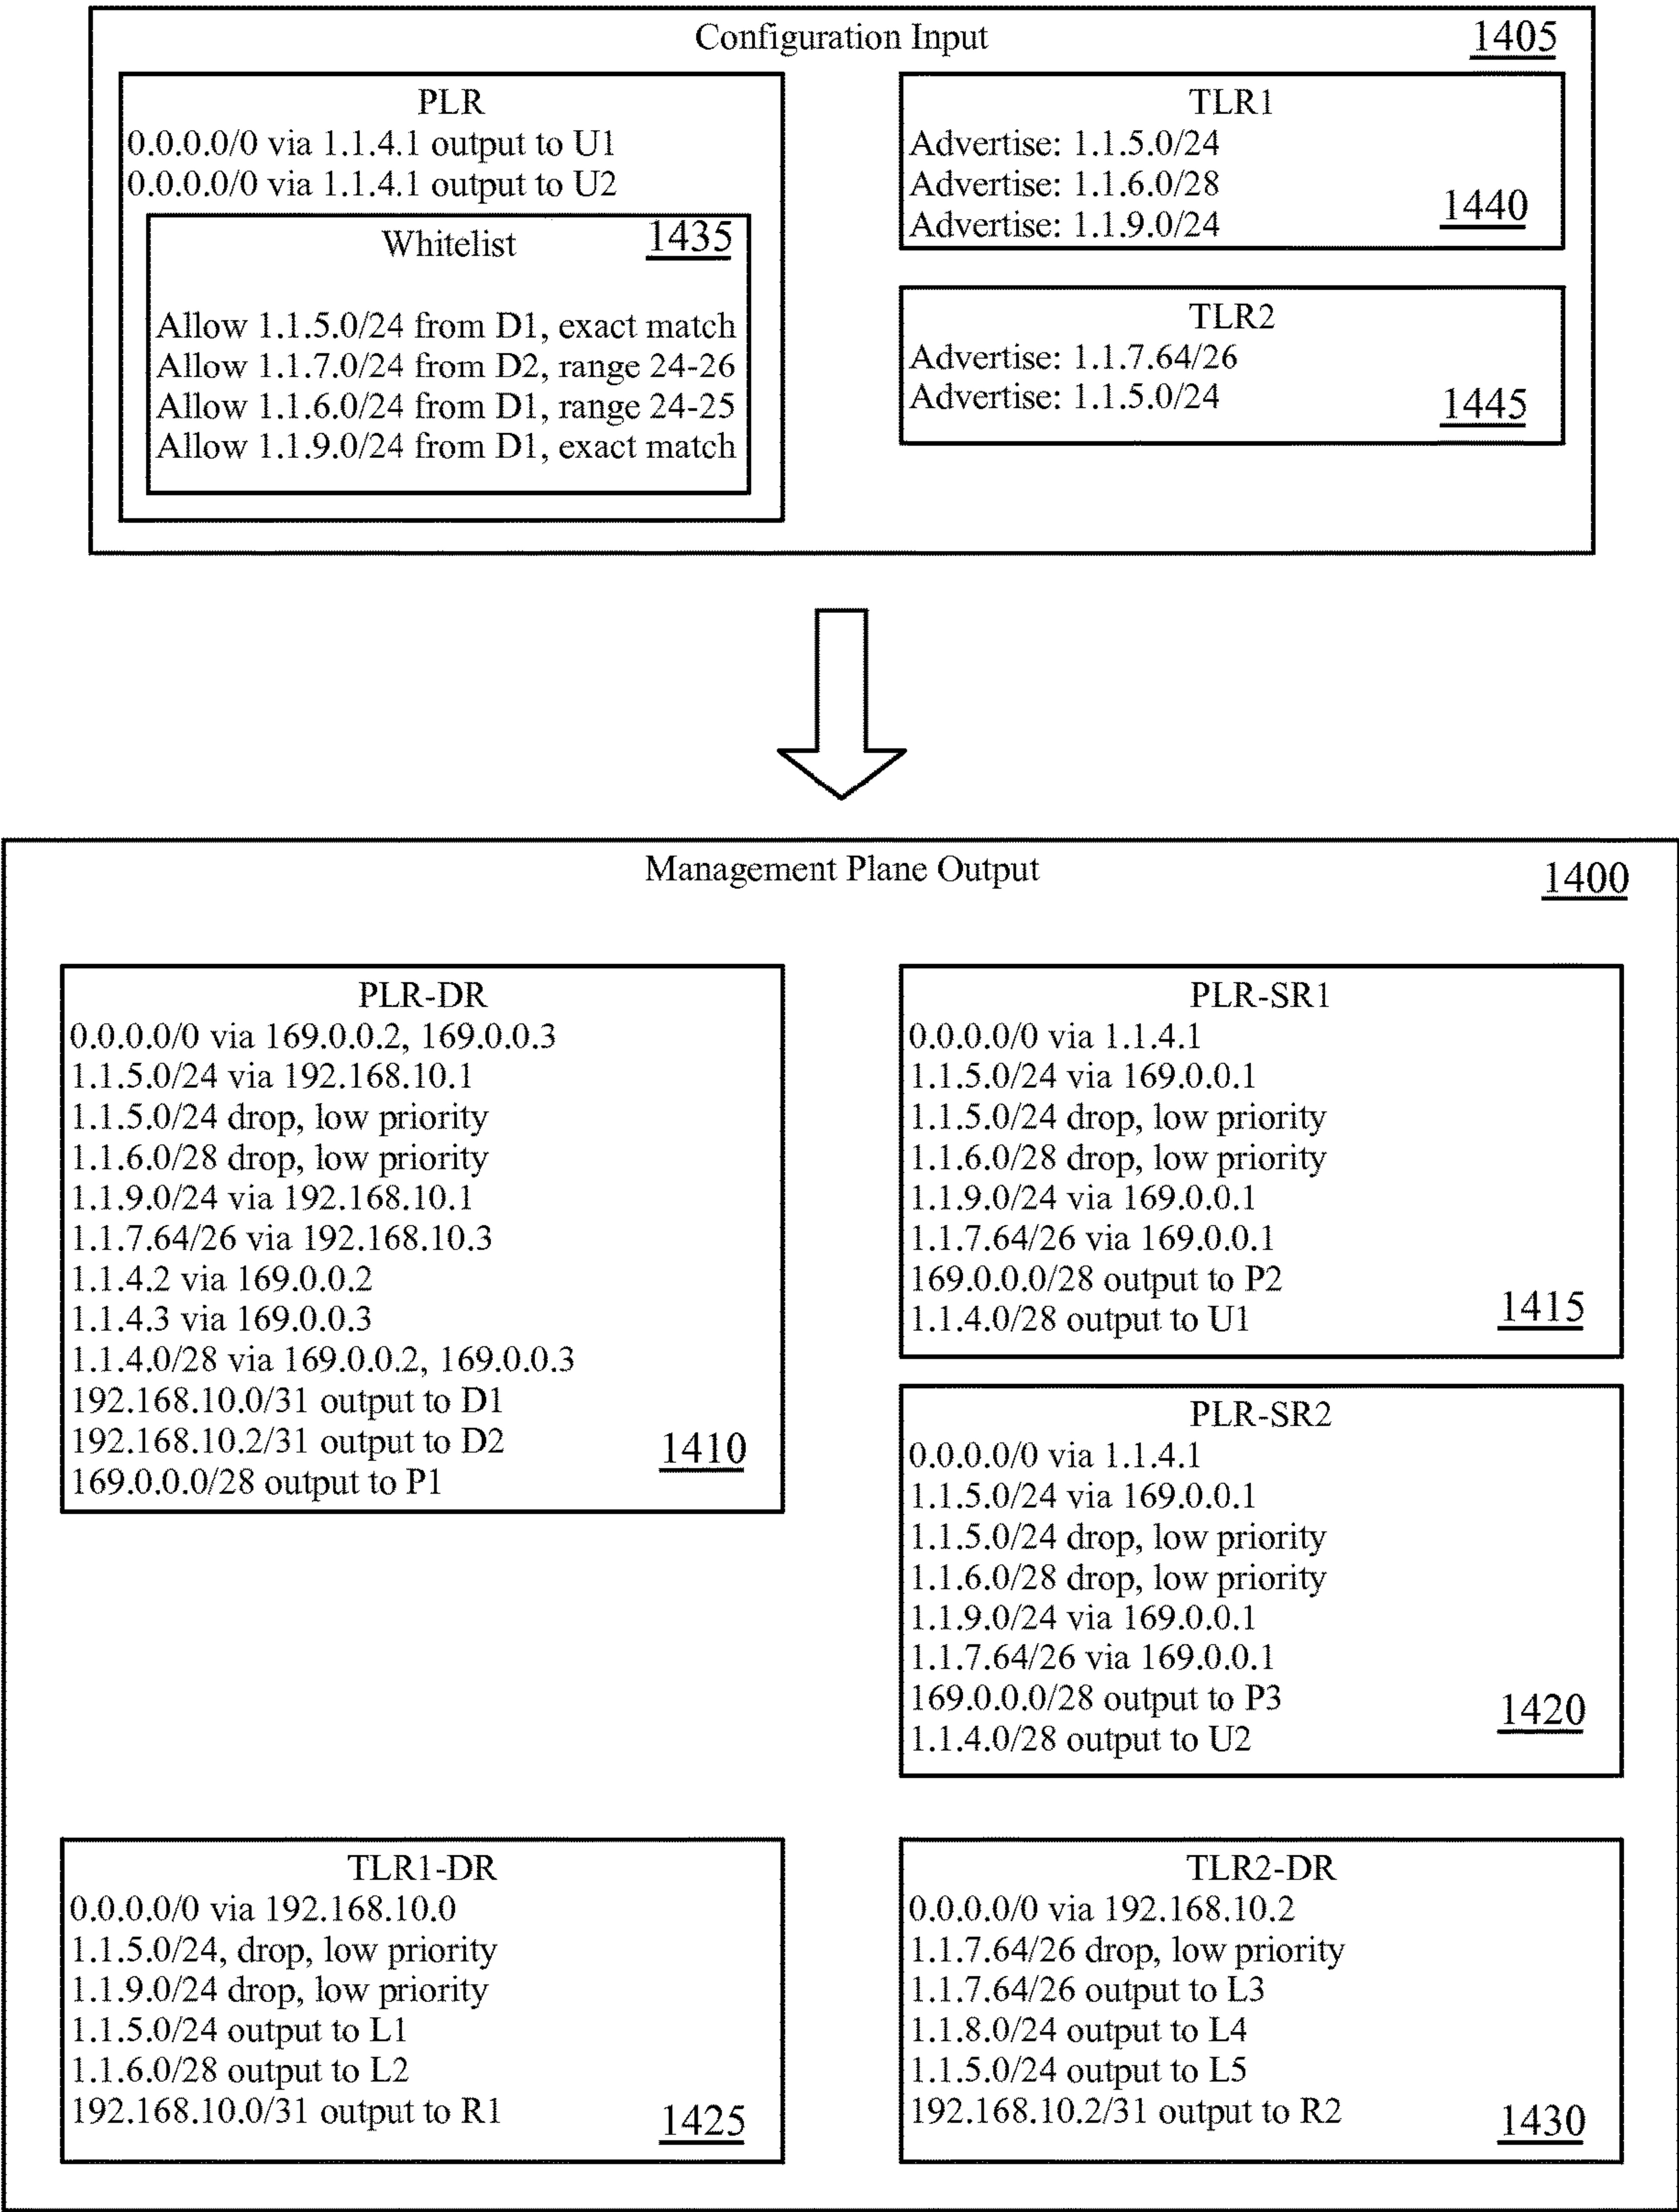 Configuration Input
1405
PLR
0.0.0.0/0 via 1.1.4.1 output to U1
0.0.0.0/0 via 1.1.4.1 output to U2
Whitelist
1435
Allow 1.1.5.0/24 from D1, exact match
Allow 1.1.7.0/24 from D2, range 24-26
Allow 1.1.6.0/24 from D1, range 24-25
Allow 1.1.9.0/24 from D1, exact match
TLR1
Advertise: 1.1.5.0/24
Advertise: 1.1.6.0/28
Advertise: 1.1.9.0/24
1440
TLR2
Advertise: 1.1.7.64/26
Advertise: 1.1.5.0/24
1445
Management Plane Output
1400
PLR-DR
0.0.0.0/0 via 169.0.0.2, 169.0.0.3
1.1.5.0/24 via 192.168.10.1
1.1.5.0/24 drop, low priority
1.1.6.0/28 drop, low priority
1.1.9.0/24 via 192.168.10.1
1.1.7.64/26 via 192.168.10.3
1.1.4.2 via 169.0.0.2
1.1.4.3 via 169.0.0.3
1.1.4.0/28 via 169.0.0.2, 169.0.0.3
192.168.10.0/31 output to D1
192.168.10.2/31 output to D2
169.0.0.0/28 output to P1
1410
PLR-SR1
0.0.0.0/0 via 1.1.4.1
1.1.5.0/24 via 169.0.0.1
1.1.5.0/24 drop, low priority
1.1.6.0/28 drop, low priority
1.1.9.0/24 via 169.0.0.1
1.1.7.64/26 via 169.0.0.1
169.0.0.0/28 output to P2
1.1.4.0/28 output to U1
1415
PLR-SR2
0.0.0.0/0 via 1.1.4.1
1.1.5.0/24 via 169.0.0.1
1.1.5.0/24 drop, low priority
1.1.6.0/28 drop, low priority
1.1.9.0/24 via 169.0.0.1
1.1.7.64/26 via 169.0.0.1
169.0.0.0/28 output to P3
1.1.4.0/28 output to U2
1420
TLR1-DR
0.0.0.0/0 via 192.168.10.0
1.1.5.0/24, drop, low priority
1.1.9.0/24 drop, low priority
1.1.5.0/24 output to L1
1.1.6.0/28 output to L2
192.168.10.0/31 output to R1
1425
TLR2-DR
0.0.0.0/0 via 192.168.10.2
1.1.7.64/26 drop, low priority
1.1.7.64/26 output to L3
1.1.8.0/24 output to L4
1.1.5.0/24 output to L5
192.168.10.2/31 output to R2
1430